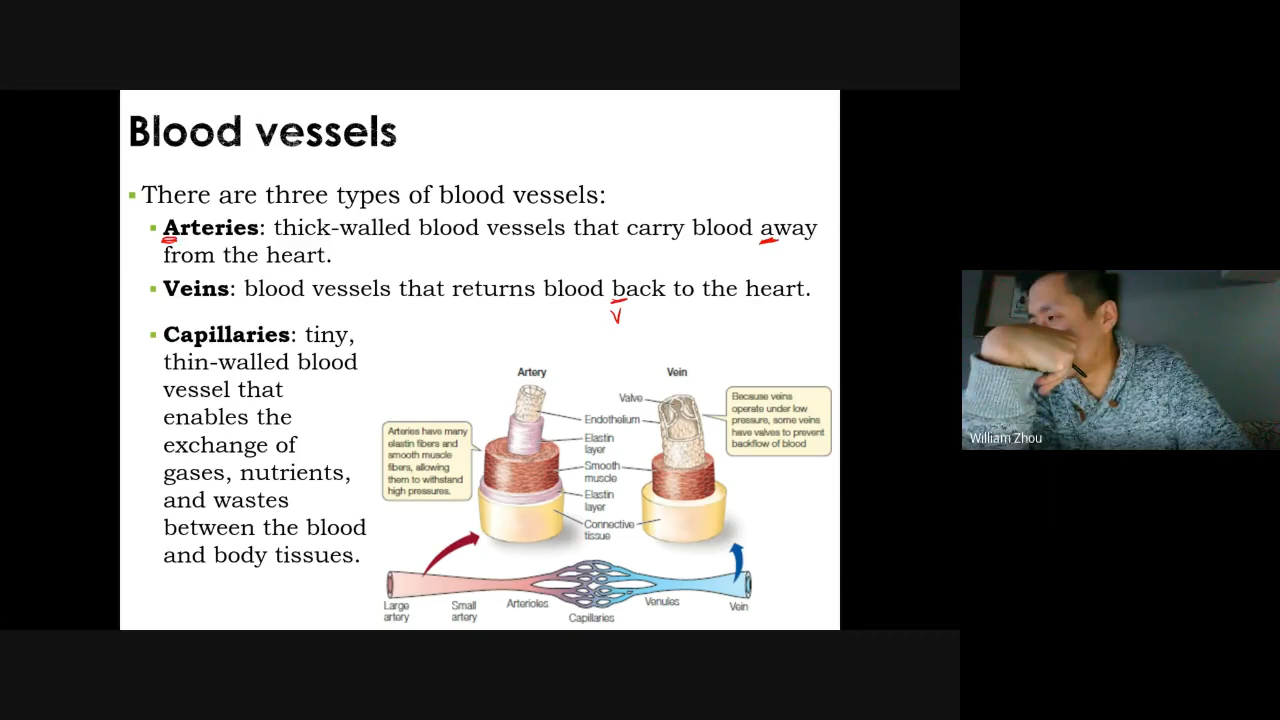 Blood vessels
There are three types of blood vessels:
Arteries: thick-walled blood vessels that carry blood away
from the heart.
Veins: blood vessels that returns blood back to the heart.
V
Capillaries: tiny,
thin-walled blood
vessel that
enables the
exchange of
gases, nutrients,
and wastes
between the blood
and body tissues.
Artery
Vein
Arteries have many
elastin fibers and
smooth muscle
fibers, allowing
them to withstand
high pressures.
Valve
Endothelium
Elastin
layer
Smooth
muscle
Elastin
layer
Connective
tissue
Because veins
operate under low
pressure, some veins
have valves to prevent
backflow of blood
Large
artery
Small
artery
Arterioles
Capillaries
Venules
Vein
William Zhou